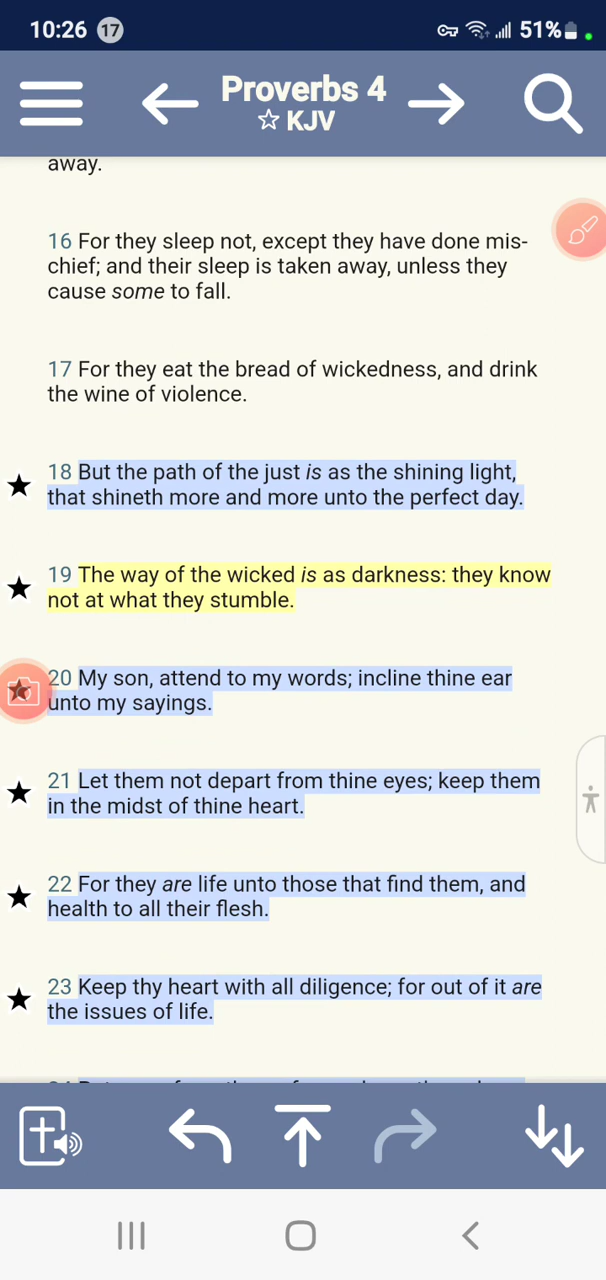 10:26 17 51%
Proverbs 4
☆ KJV
away.
16 For they sleep not, except they have done mis-
chief; and their sleep is taken away, unless they
cause some to fall.
17 For they eat the bread of wickedness, and drink
the wine of violence.
18 But the path of the just is as the shining light,
that shineth more and more unto the perfect day.
19 The way of the wicked is as darkness: they know
not at what they stumble.
20 My son, attend to my words; incline thine ear
unto my sayings.
21 Let them not depart from thine eyes; keep them
in the midst of thine heart.
22 For they are life unto those that find them, and
health to all their flesh.
23 Keep thy heart with all diligence; for out of it are
the issues of life.